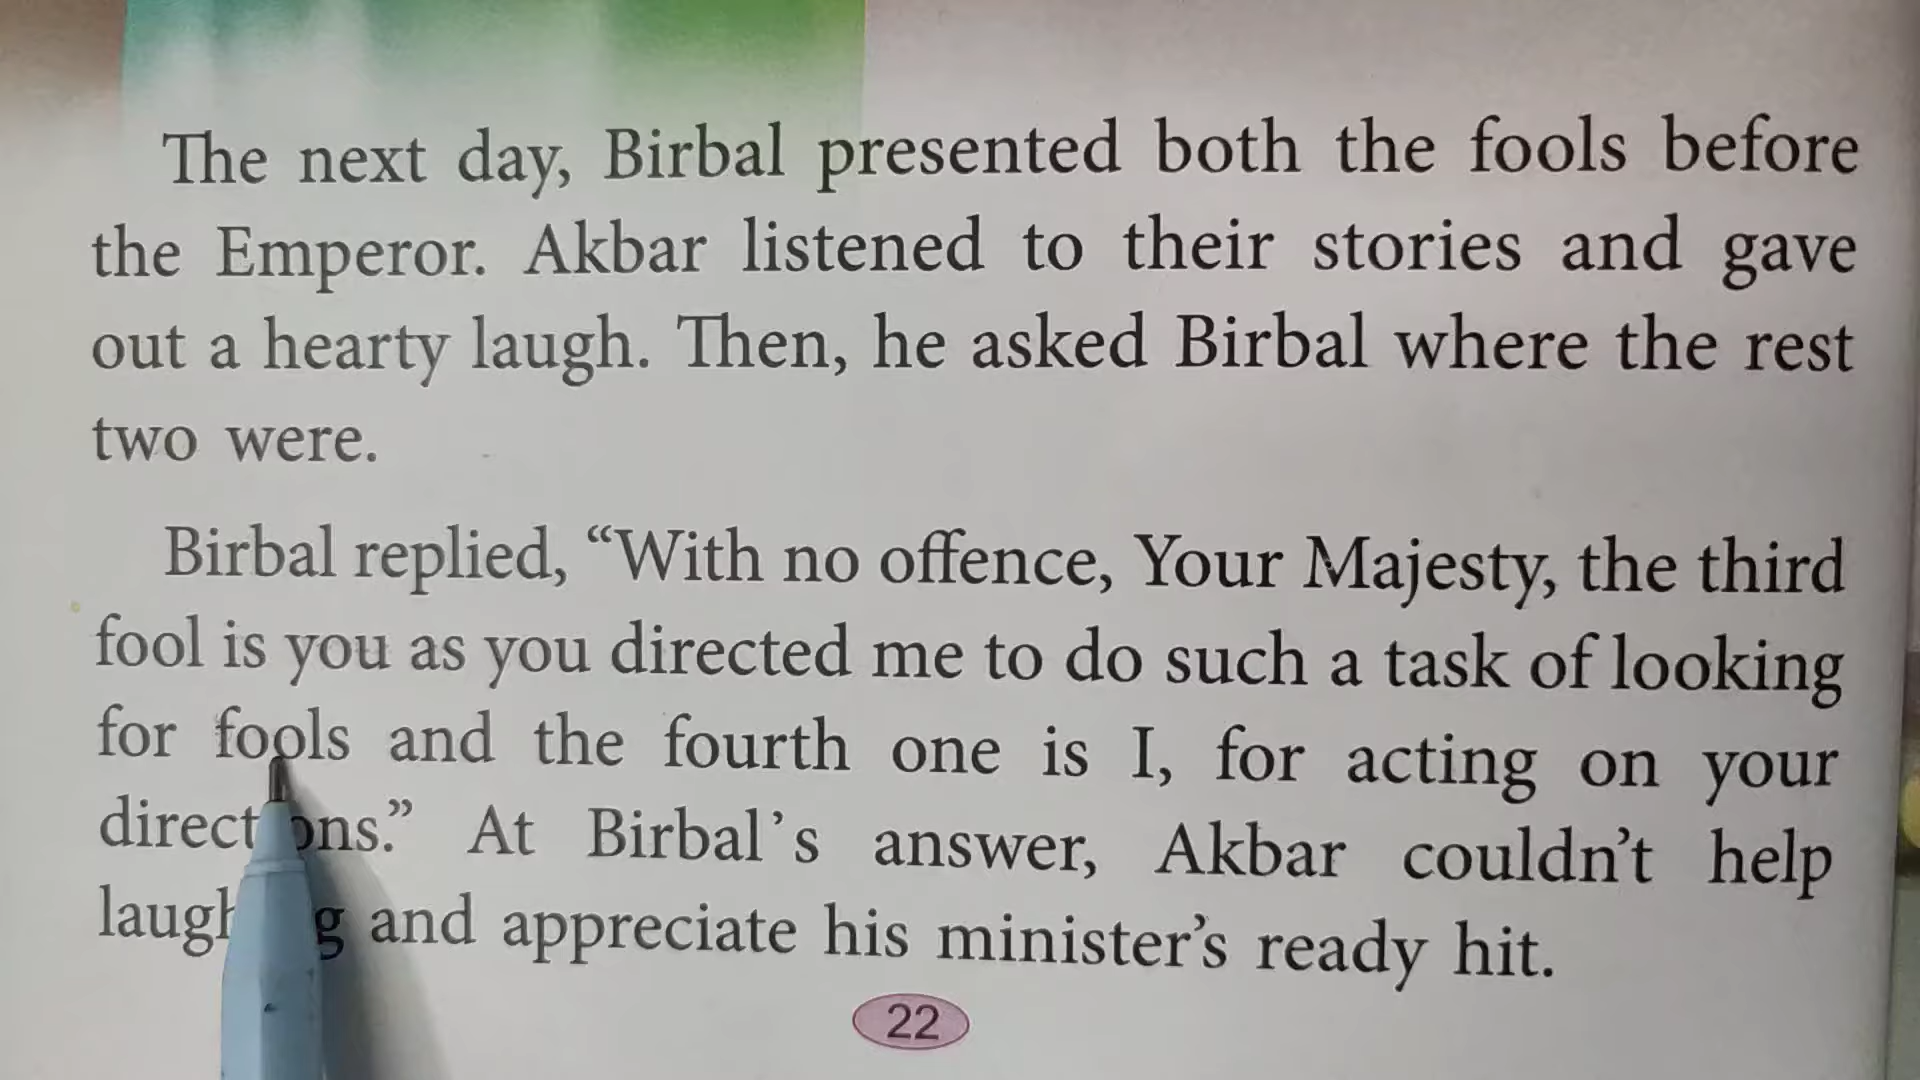 The next day, Birbal presented both the fools before
the Emperor. Akbar listened to their stories and gave
out a hearty laugh. Then, he asked Birbal where the rest
two were.
Birbal replied, “With no offence, Your Majesty, the third
fool is you as you directed me to do such a task of looking
for fools and the fourth one is I, for acting on your
directions.” At Birbal’s answer, Akbar couldn’t help
laughing and appreciate his minister’s ready hit.
22